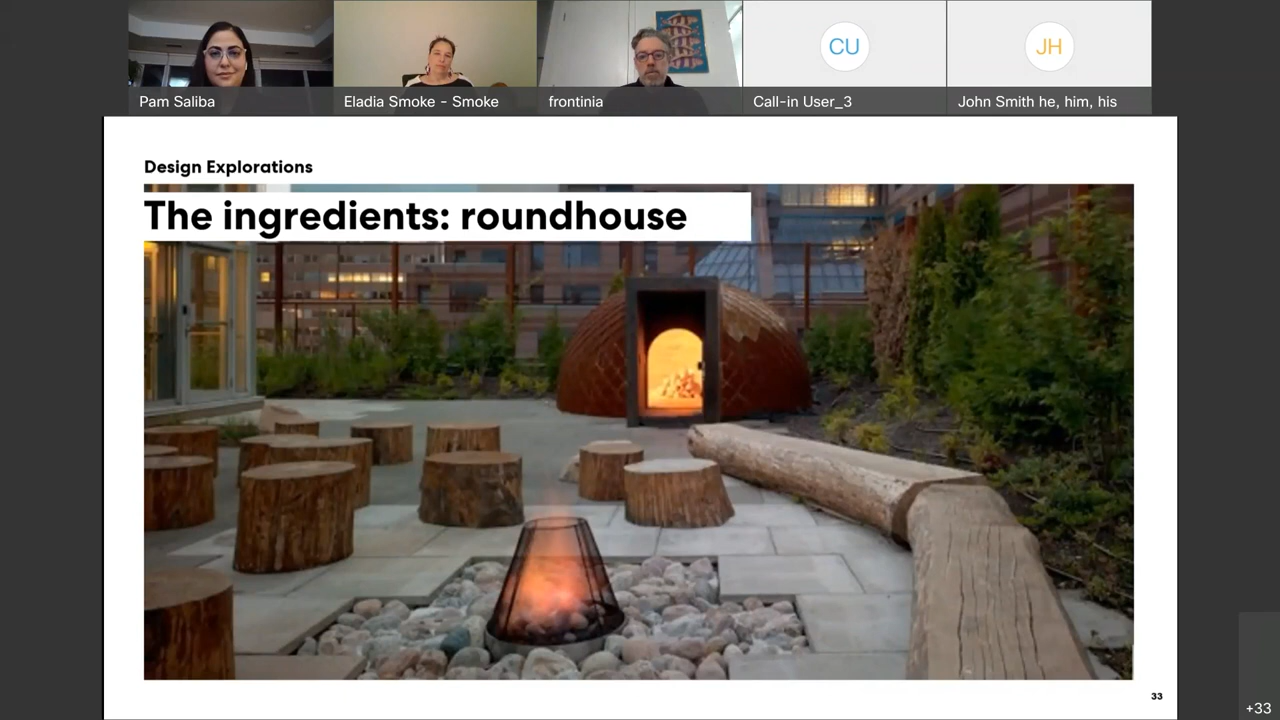 Pam Saliba
Eladia Smoke - Smoke
frontinia
CU
Call-in User_3
JH
John Smith he, him, his
Design Explorations
The ingredients: roundhouse
33
+33